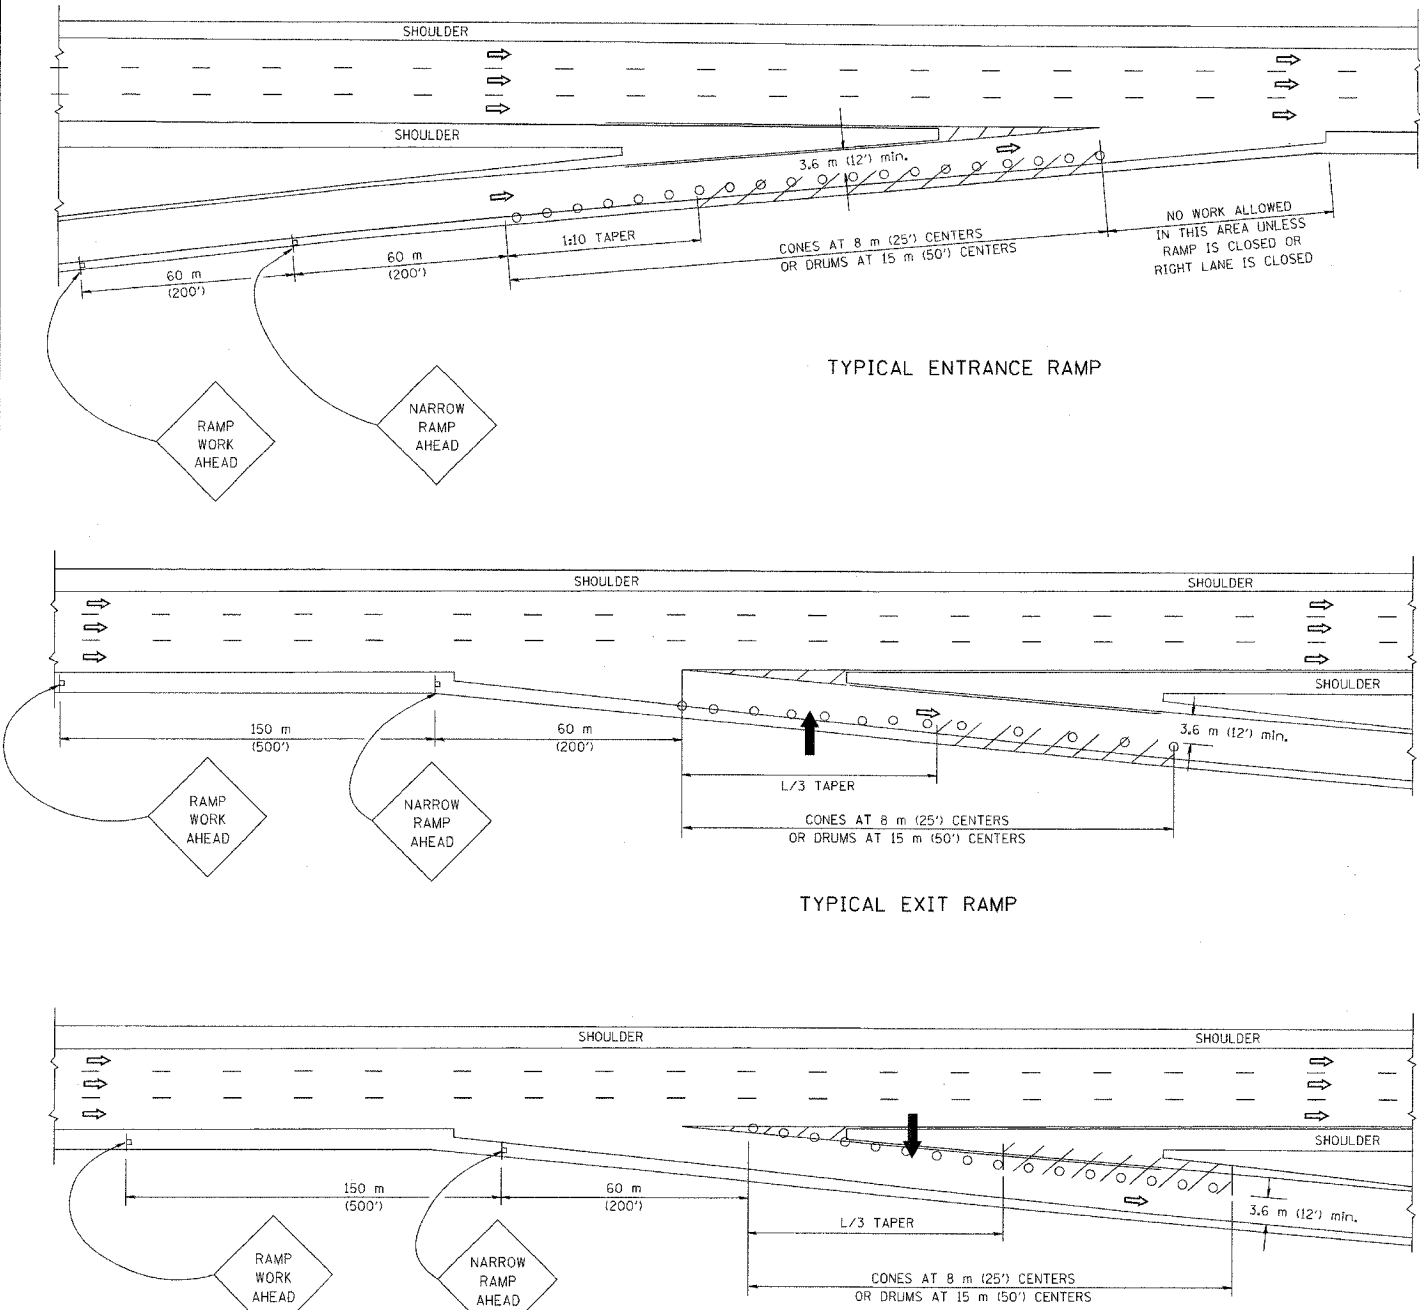 SHOULDER
SHOULDER
3.6 m (12') min.
1:10 TAPER
60 m
(200')
60 m
(200')
CONES AT 8 m (25') CENTERS
OR DRUMS AT 15 m (50') CENTERS
NO WORK ALLOWED
IN THIS AREA UNLESS
RAMP IS CLOSED OR
RIGHT LANE IS CLOSED
TYPICAL ENTRANCE RAMP
RAMP
WORK
AHEAD
NARROW
RAMP
AHEAD
SHOULDER
SHOULDER
SHOULDER
150 m
(500')
60 m
(200')
3.6 m (12') min.
L/3 TAPER
CONES AT 8 m (25') CENTERS
OR DRUMS AT 15 m (50') CENTERS
RAMP
WORK
AHEAD
NARROW
RAMP
AHEAD
TYPICAL EXIT RAMP
SHOULDER
SHOULDER
SHOULDER
150 m
(500')
60 m
(200')
3.6 m (12') min.
L/3 TAPER
CONES AT 8 m (25') CENTERS
OR DRUMS AT 15 m (50') CENTERS
RAMP
WORK
AHEAD
NARROW
RAMP
AHEAD